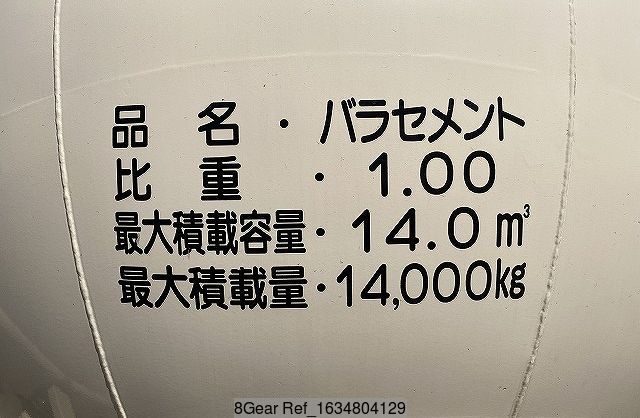 品名・バラセメント
比重・1.00
最大積載容量・14.0㎥
最大積載量・14,000kg
8Gear Ref_1634804129